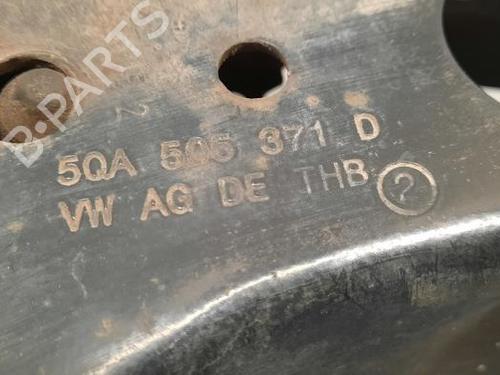 B-PARTS
5QA 505 371 D
VW AG DE THB ?